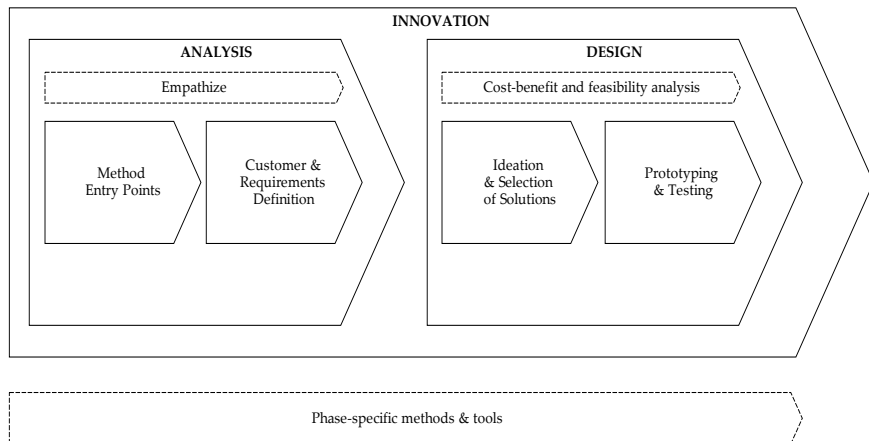 INNOVATION
ANALYSIS
Empathize
Method
Entry Points
Customer &
Requirements
Definition
DESIGN
Cost-benefit and feasibility analysis
Ideation
& Selection
of Solutions
Prototyping
& Testing
Phase-specific methods & tools